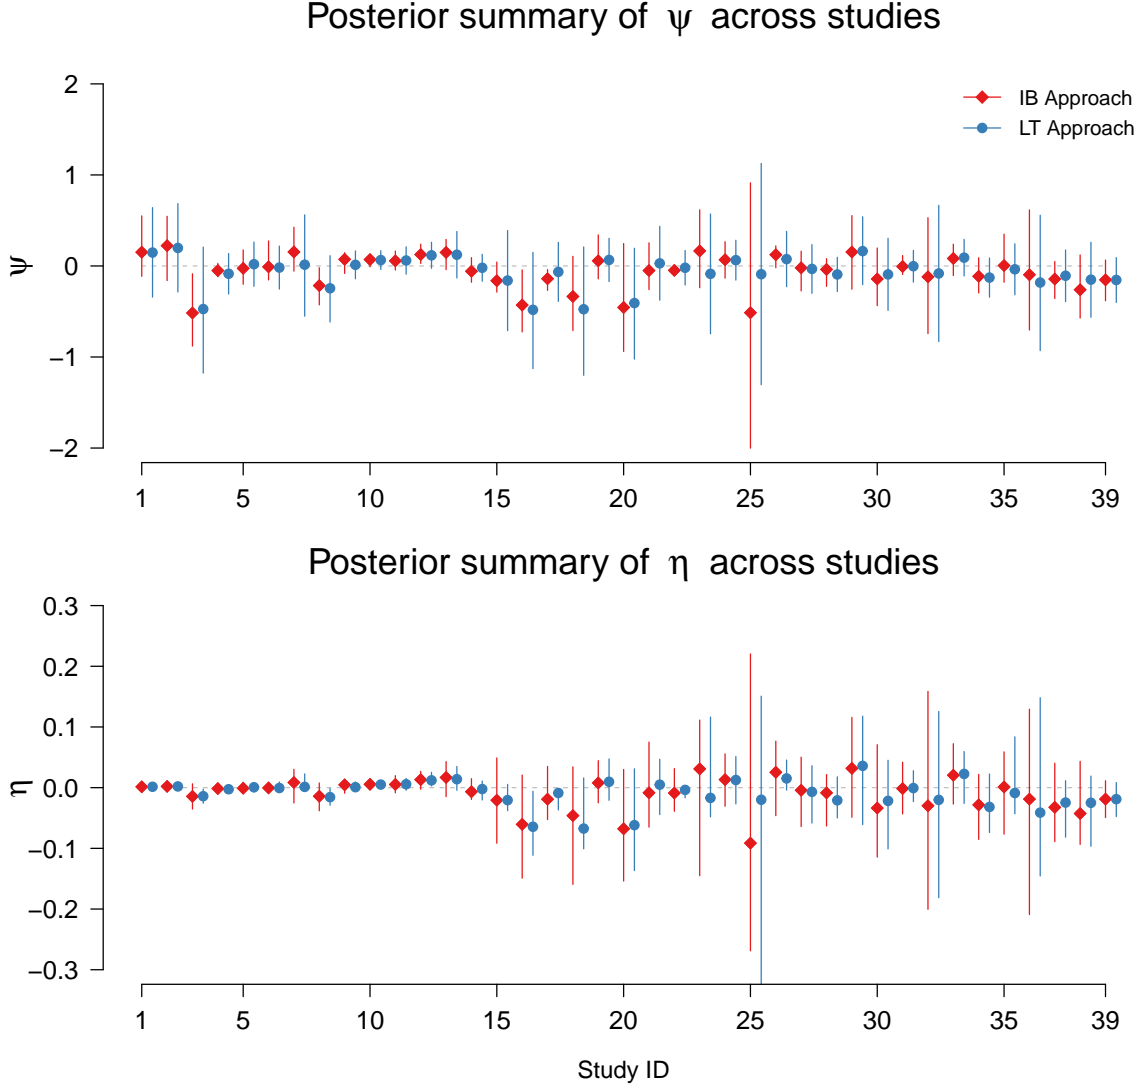 Posterior summary of ψ across studies
2
1
0
−1
−2
ψ
IB Approach
LT Approach
1 5 10 15 20 25 30 35 39
Posterior summary of η across studies
0.3
0.2
0.1
0.0
−0.1
−0.2
−0.3
η
1 5 10 15 20 25 30 35 39
Study ID